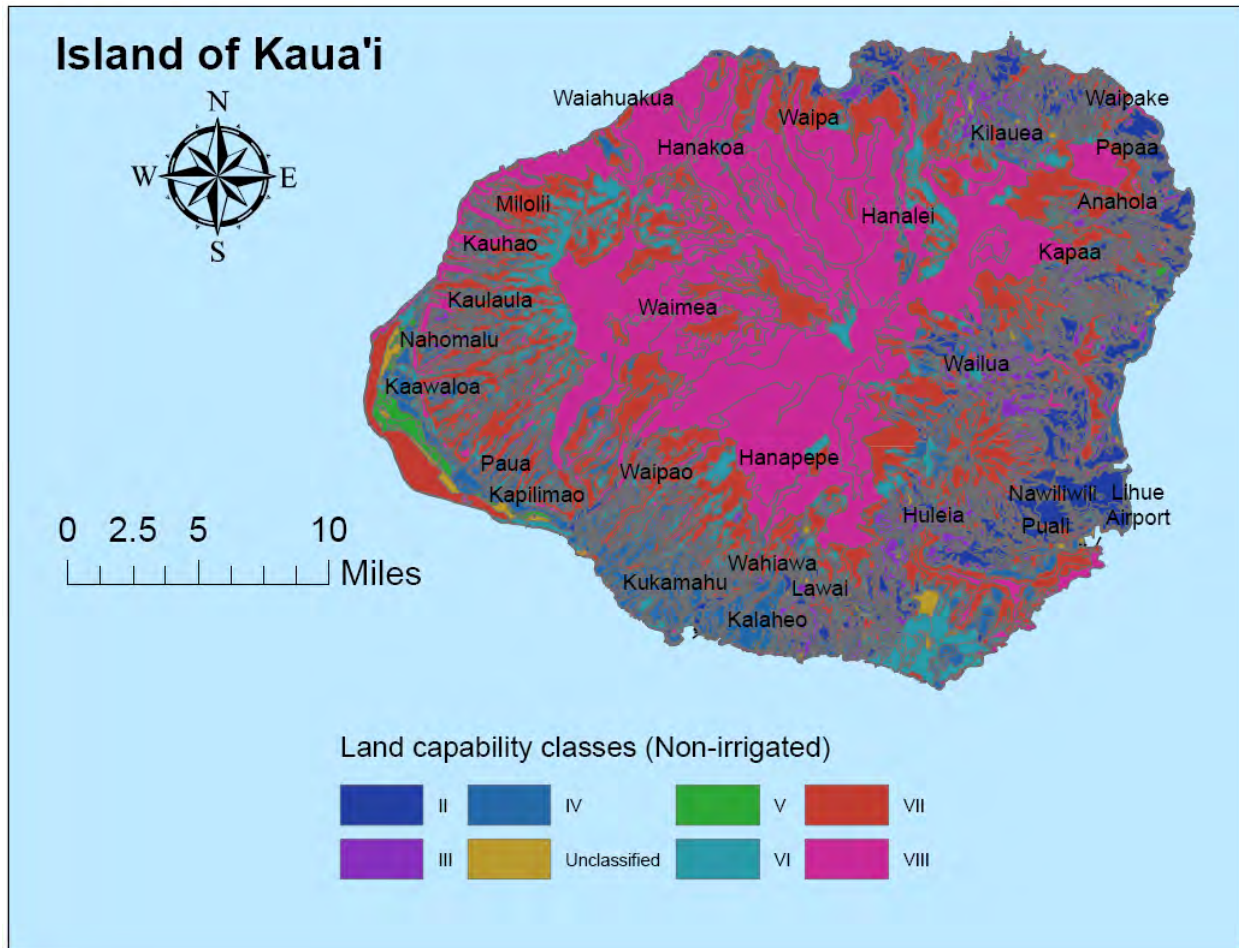 Island of Kaua'i
N
W E
S
Waiahuakua
Waipa
Waipake
Kilauea
Hanakoa
Papaa
Milolii
Hanalei
Anahola
Kauhao
Kapaa
Kaulaula
Waimea
Nahomalu
Wailua
Kaawaloa
Paua
Waipao
Hanapepe
Kapilimao
Nawiliwili
Lihue
Airport
Huleia
Puali
Wahiawa
Kukamahu
Lawai
Kalaheo
0 2.5 5 10
Miles
Land capability classes (Non-irrigated)
II IV V VII
III Unclassified VI VIII